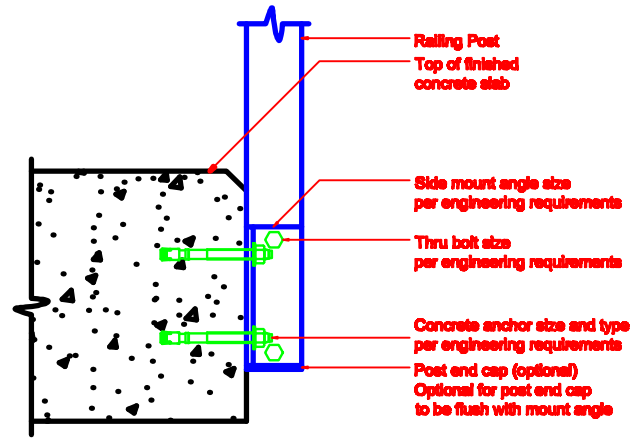 Railing Post
Top of finished
concrete slab
Side mount angle size
per engineering requirements
Thru bolt size
per engineering requirements
Concrete anchor size and type
per engineering requirements
Post end cap (optional)
Optional for post end cap
to be flush with mount angle